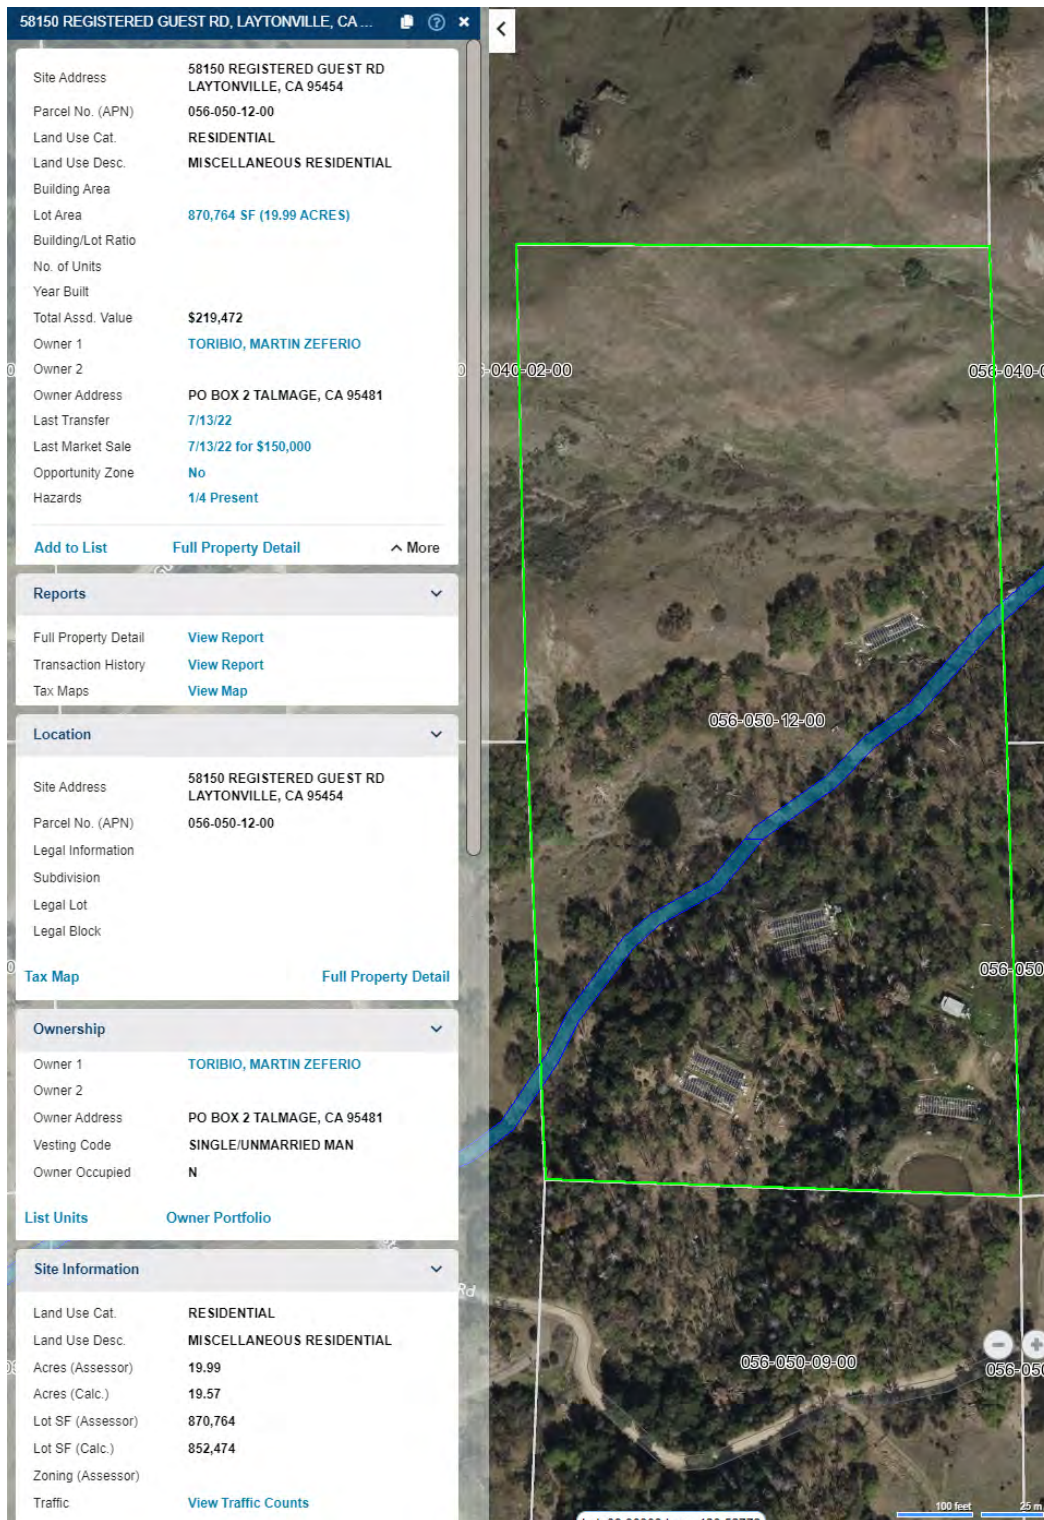 58150 REGISTERED GUEST RD, LAYTONVILLE, CA ...
Site Address 58150 REGISTERED GUEST RD
LAYTONVILLE, CA 95454
Parcel No. (APN) 056-050-12-00
Land Use Cat. RESIDENTIAL
Land Use Desc. MISCELLANEOUS RESIDENTIAL
Building Area
Lot Area 870,764 SF (19.99 ACRES)
Building/Lot Ratio
No. of Units
Year Built
Total Assd. Value $219,472
Owner 1 TORIBIO, MARTIN ZEFERIO
Owner 2
Owner Address PO BOX 2 TALMAGE, CA 95481
Last Transfer 7/13/22
Last Market Sale 7/13/22 for $150,000
Opportunity Zone No
Hazards 1/4 Present
Add to List Full Property Detail More
Reports
Full Property Detail View Report
Transaction History View Report
Tax Maps View Map
Location
Site Address 58150 REGISTERED GUEST RD
LAYTONVILLE, CA 95454
Parcel No. (APN) 056-050-12-00
Legal Information
Subdivision
Legal Lot
Legal Block
Tax Map Full Property Detail
Ownership
Owner 1 TORIBIO, MARTIN ZEFERIO
Owner 2
Owner Address PO BOX 2 TALMAGE, CA 95481
Vesting Code SINGLE/UNMARRIED MAN
Owner Occupied N
List Units Owner Portfolio
Site Information
Land Use Cat. RESIDENTIAL
Land Use Desc. MISCELLANEOUS RESIDENTIAL
Acres (Assessor) 19.99
Acres (Calc.) 19.57
Lot SF (Assessor) 870,764
Lot SF (Calc.) 852,474
Zoning (Assessor)
Traffic View Traffic Counts
-040-02-00
056-040-0
056-050-12-00
056-050
Rd
056-050-09-00
056-050
100 feet 25 m